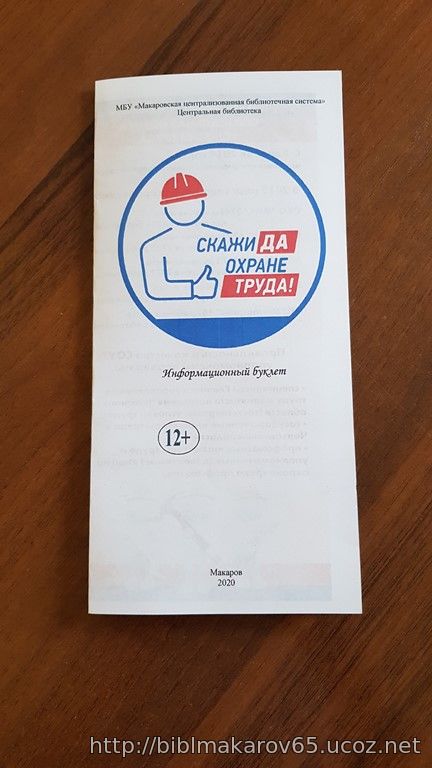 МБУ «Макаровская централизованная библиотечная система»
Центральная библиотека
СКАЖИ ДА
ОХРАНЕ
ТРУДА!
Информационный буклет
12+
Макаров
2020
http://biblmakarov65.ucoz.net